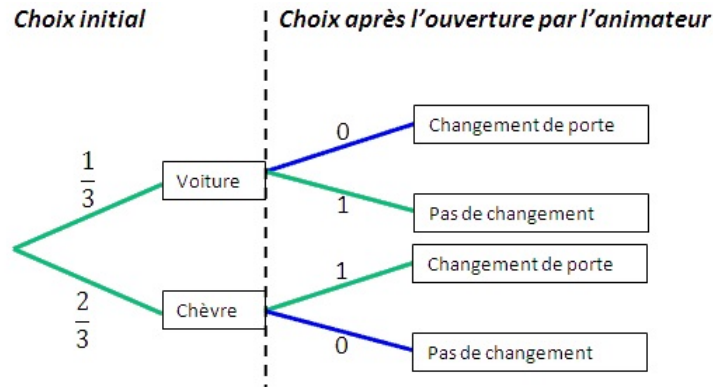 Choix initial
Choix après l'ouverture par l'animateur
0
Changement de porte
1
3
Voiture
1
Pas de changement
1
Changement de porte
2
3
Chèvre
0
Pas de changement